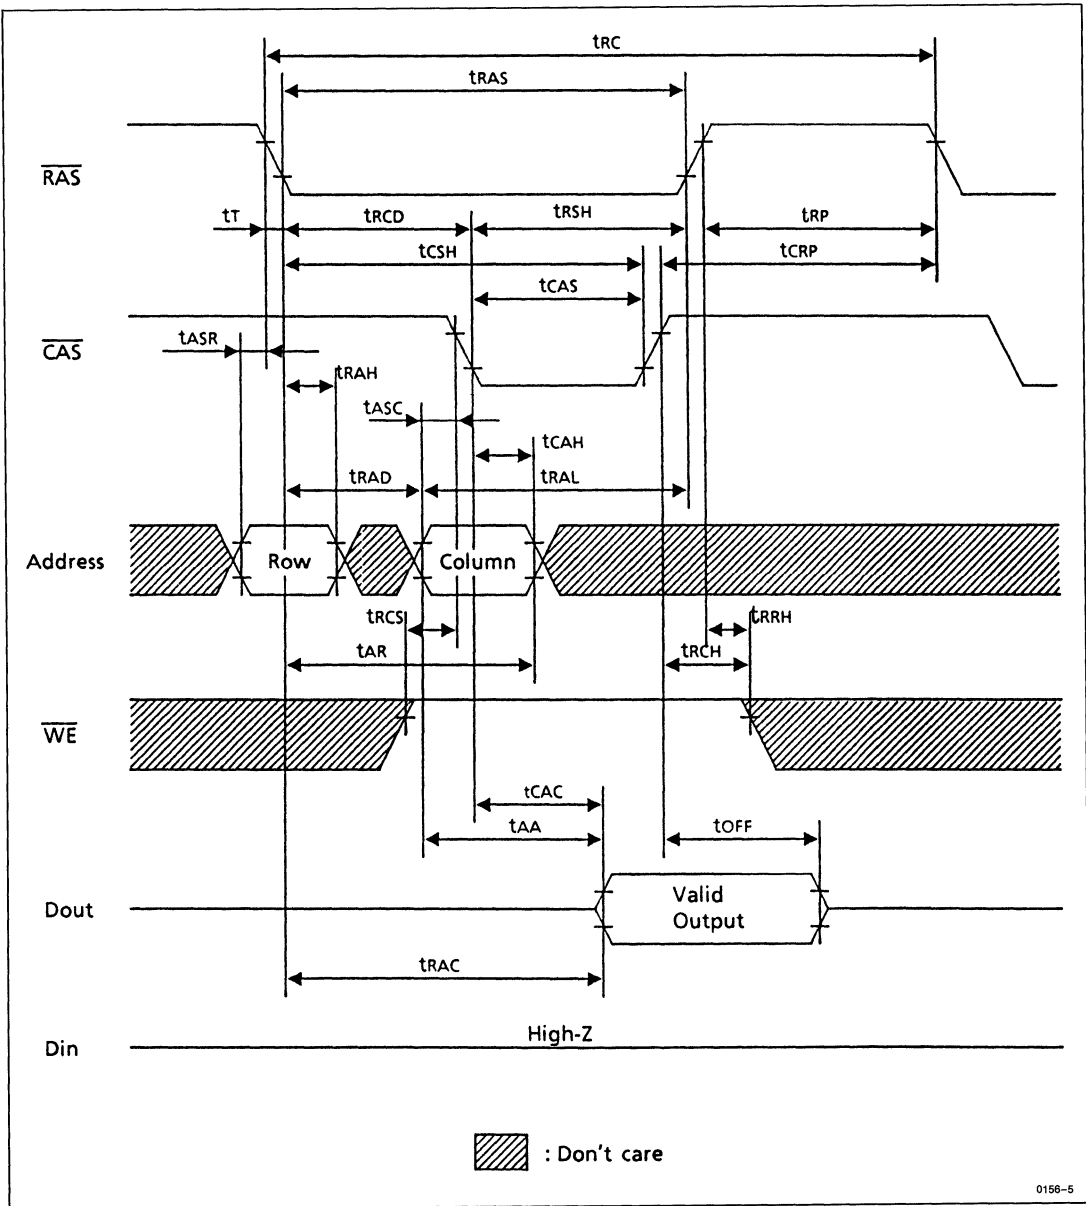 tRC
tRAS
RAS
tT
tRCD
tRSH
tRP
tCSH
tCRP
tCAS
CAS
tASR
tRAH
tASC
tCAH
tRAD
tRAL
Address
Row
Column
tRCS
tRRH
tAR
tRCH
WE
tCAC
tAA
tOFF
Dout
Valid
Output
tRAC
High-Z
Din
: Don't care
0156-5